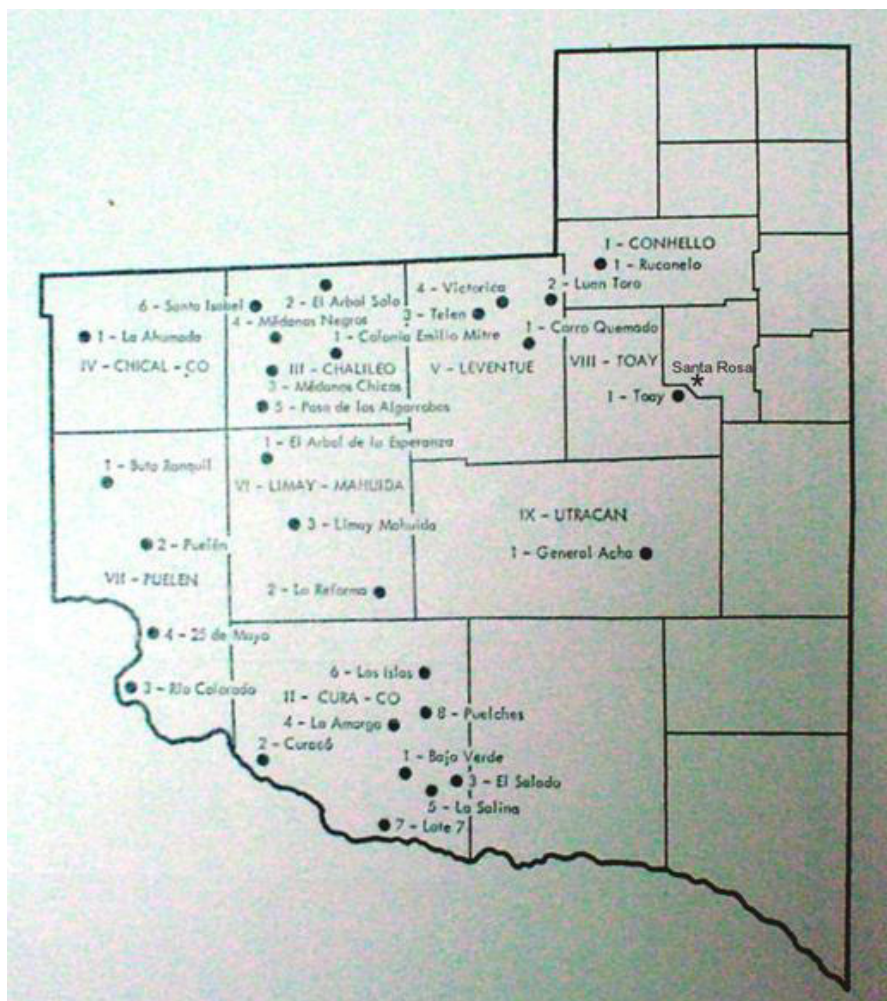 I - CONHELLO
1 - Rucanelo
2 - Luan Toro
4 - Victorica
3 - Telen
1 - Carro Quemado
V - LEVENTUE
6 - Santa Isabel
2 - El Arbol Solo
4 - Médanos Negros
1 - Colonia Emilio Mitre
III - CHALILEO
3 - Médanos Chicos
5 - Paso de los Algarrobos
1 - La Ahumada
IV - CHICAL - CO
VIII - TOAY
Santa Rosa
*
1 - Toay
1 - El Arbol de la Esperanza
VI - LIMAY - MAHUIDA
3 - Limay Mahuida
2 - La Reforma
1 - Buta Ranquil
2 - Puelén
VII - PUELEN
4 - 25 de Mayo
3 - Río Colorado
IX - UTRACAN
1 - General Acha
6 - Las Islas
II - CURA - CO
8 - Puelches
4 - La Amarga
2 - Curacó
1 - Bajo Verde
3 - El Salado
5 - La Salina
7 - Lote 7